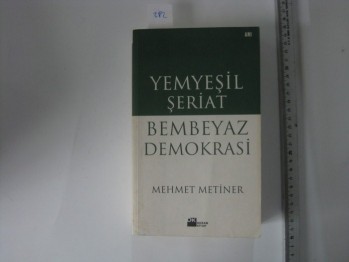 YEMYEŞİL
ŞERİAT
BEMBEYAZ
DEMOKRASİ
MEHMET METİNER